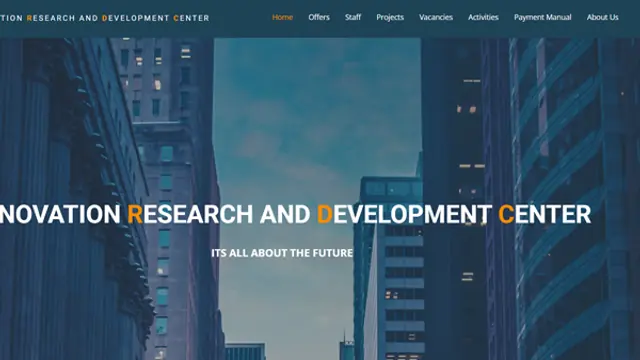 TION RESEARCH AND DEVELOPMENT CENTER
Home Offers Staff Projects Vacancies Activities Payment Manual About Us
NOVATION RESEARCH AND DEVELOPMENT CENTER
ITS ALL ABOUT THE FUTURE